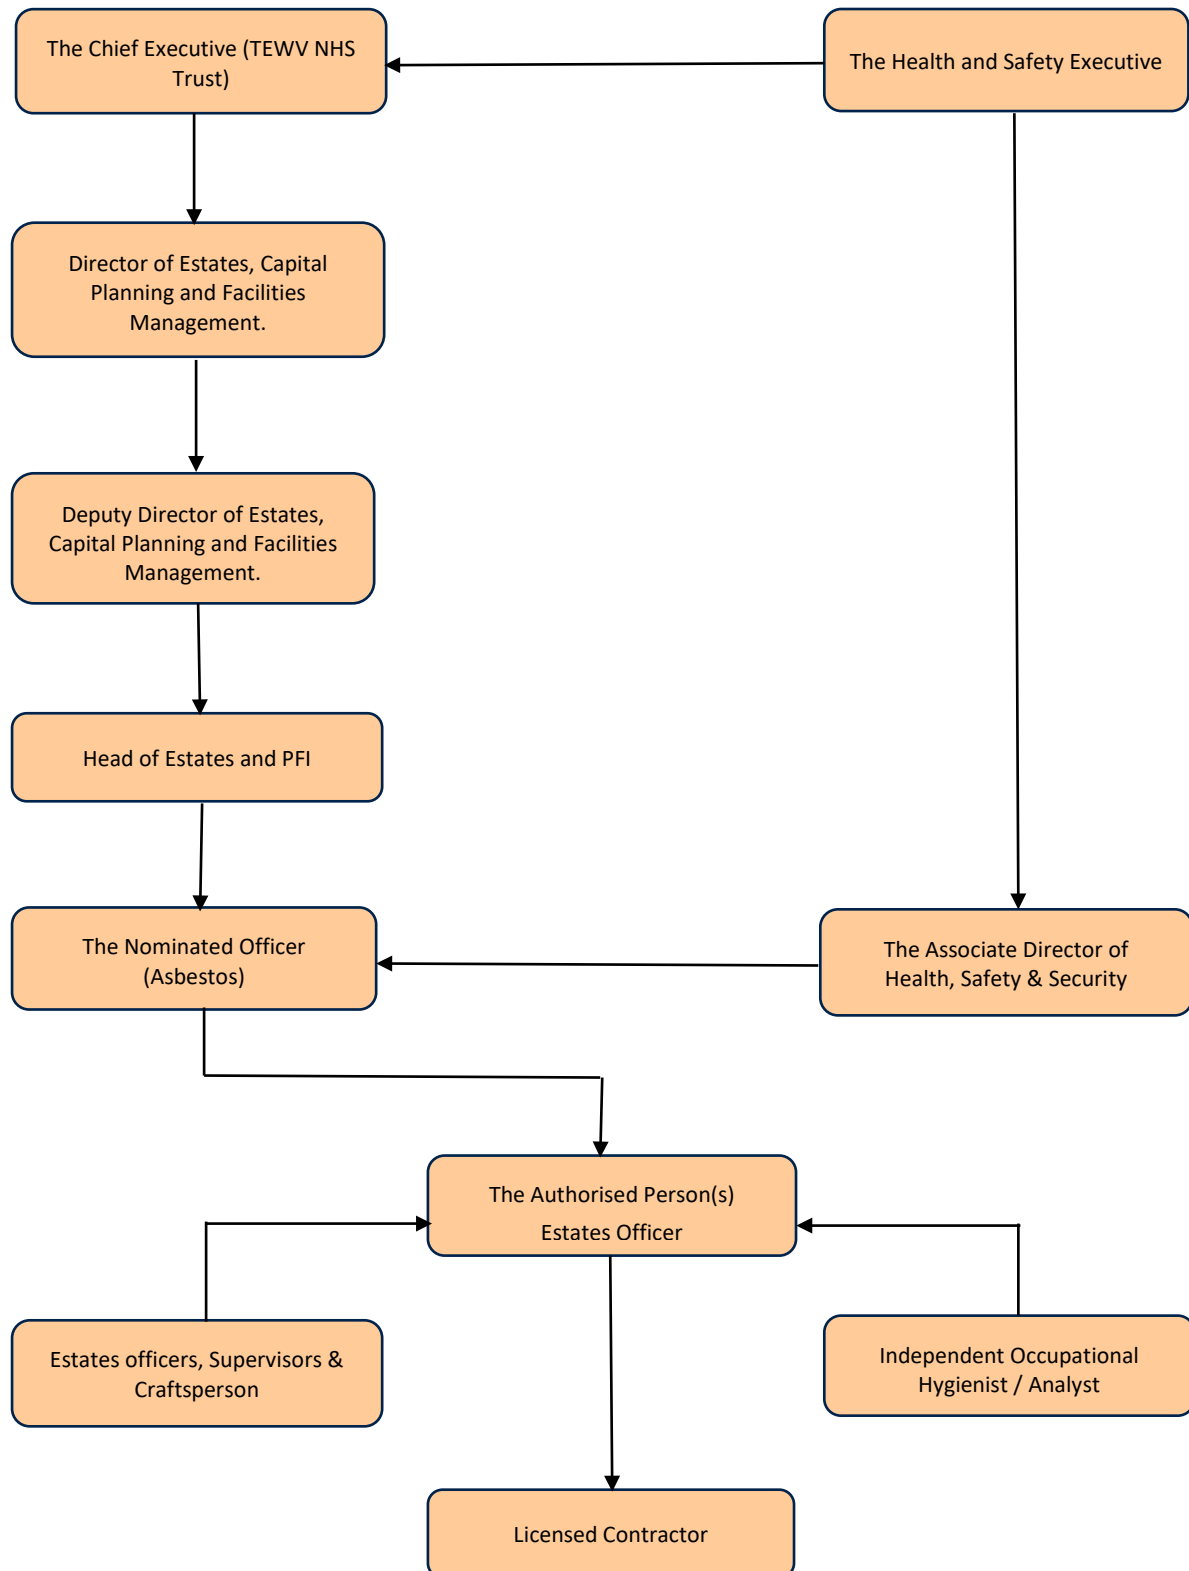 The Chief Executive (TEWV NHS
Trust)
The Health and Safety Executive
Director of Estates, Capital
Planning and Facilities
Management.
Deputy Director of Estates,
Capital Planning and Facilities
Management.
Head of Estates and PFI
The Nominated Officer
(Asbestos)
The Associate Director of
Health, Safety & Security
The Authorised Person(s)
Estates Officer
Estates officers, Supervisors &
Craftsperson
Independent Occupational
Hygienist / Analyst
Licensed Contractor